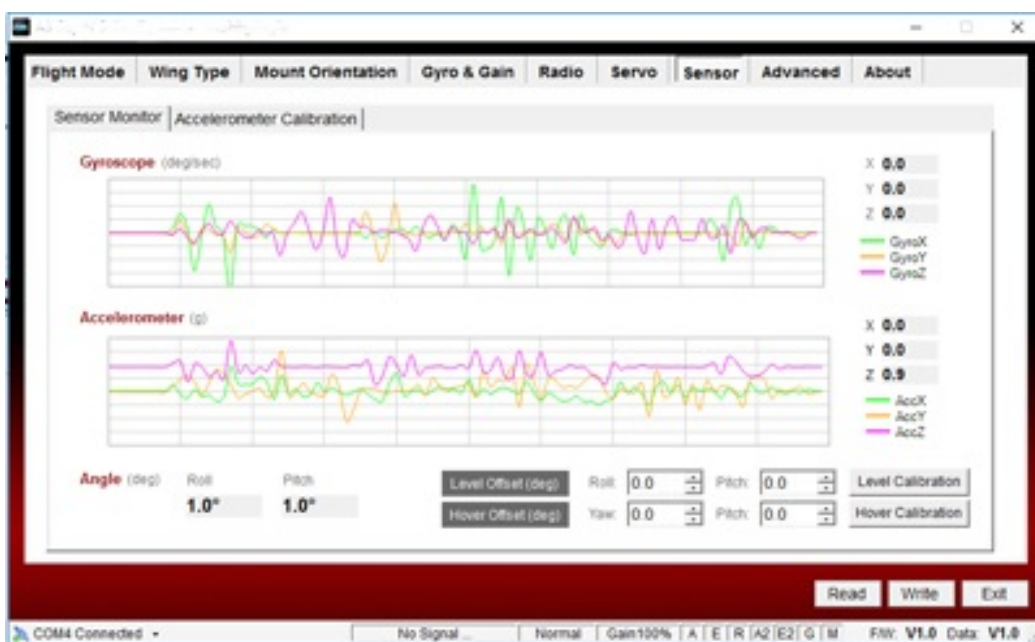 Flight Mode Wing Type Mount Orientation Gyro & Gain Radio Servo Sensor Advanced About
Sensor Monitor Accelerometer Calibration
Gyroscope (deg/sec)
X 0.0
Y 0.0
Z 0.0
GyroX
GyroY
GyroZ
Accelerometer (g)
X 0.0
Y 0.0
Z 0.9
AccX
AccY
AccZ
Angle (deg) Roll Pitch
1.0° 1.0°
Level Offset (deg) Roll: 0.0 Pitch: 0.0 Level Calibration
Hover Offset (deg) Yaw: 0.0 Pitch: 0.0 Hover Calibration
Read Write Exit
COM4 Connected No Signal ... Normal Gain100% A E R A2 E2 G M F/W: V1.0 Data: V1.0